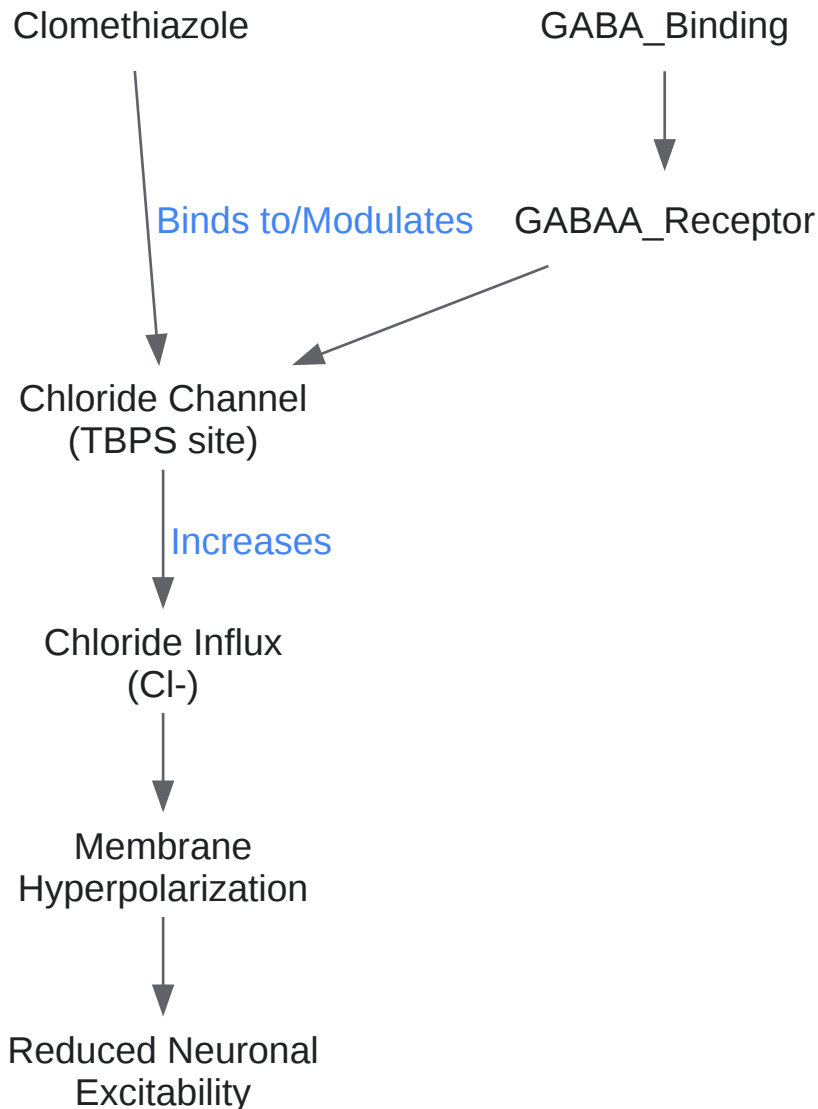 Clomethiazole
GABA_Binding
Binds to/Modulates
GABAA_Receptor
Chloride Channel
(TBPS site)
Increases
Chloride Influx
(Cl-)
Membrane
Hyperpolarization
Reduced Neuronal
Excitability